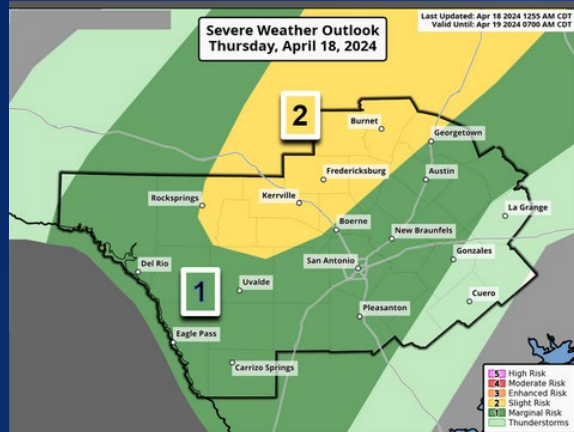 Severe Weather Outlook
Thursday, April 18, 2024
Last Updated: Apr 18 2024 1255 AM CDT
Valid Until: Apr 19 2024 0700 AM CDT
2
Burnet
Georgetown
Fredericksburg
Austin
Rocksprings
Kerrville
La Grange
Boerne
New Braunfels
Gonzales
San Antonio
Del Rio
Uvalde
1
Cuero
Pleasanton
Eagle Pass
Carrizo Springs
5 High Risk
4 Moderate Risk
3 Enhanced Risk
2 Slight Risk
1 Marginal Risk
Thunderstorms